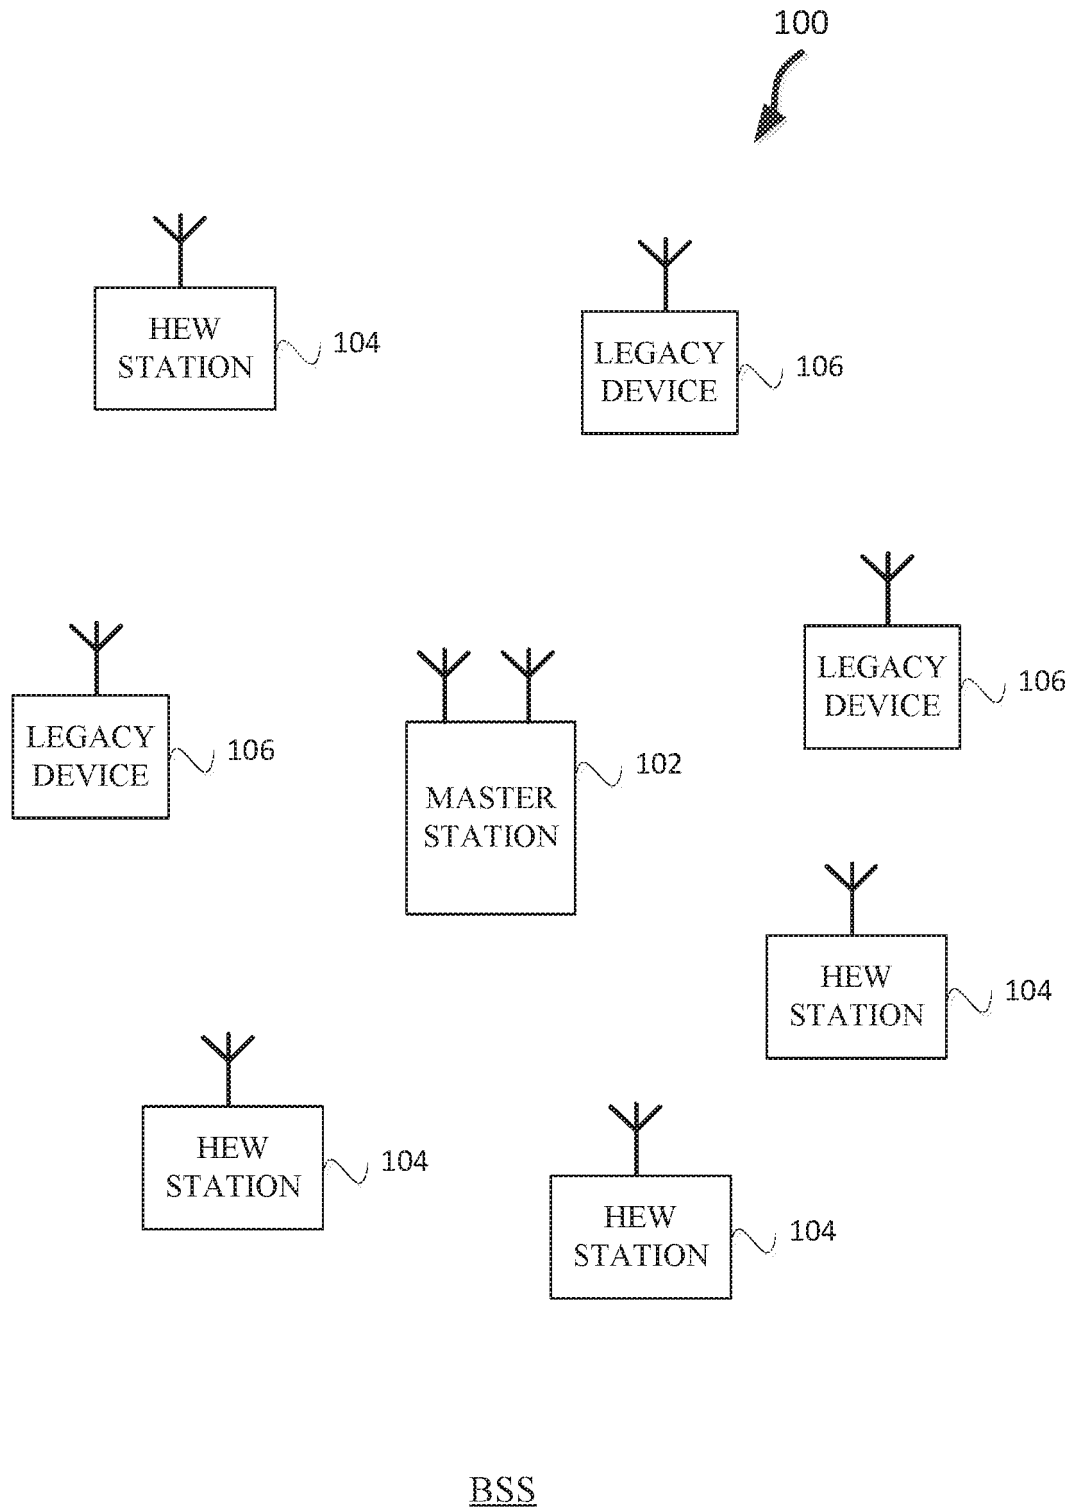 100
HEW
STATION
104
LEGACY
DEVICE
106
LEGACY
DEVICE
106
LEGACY
DEVICE
106
MASTER
STATION
102
HEW
STATION
104
HEW
STATION
104
HEW
STATION
104
BSS